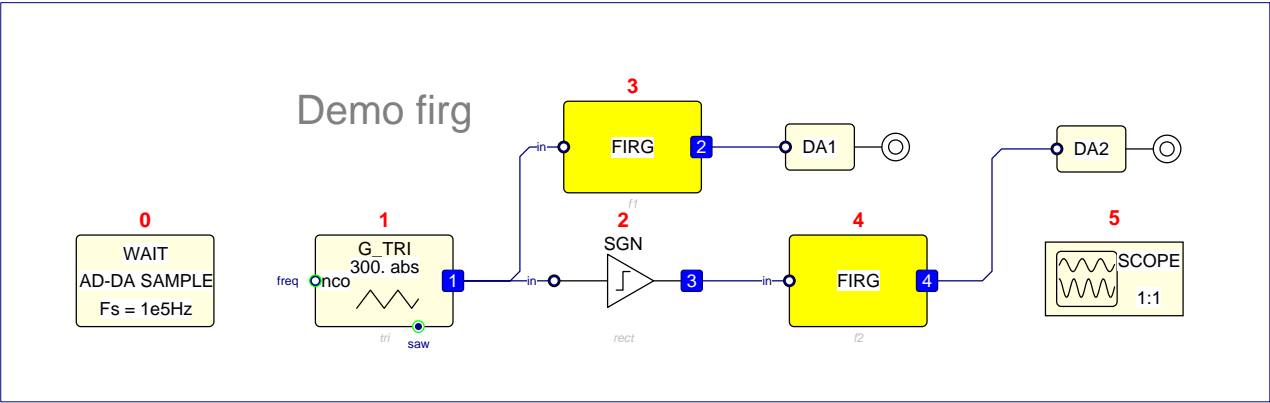 3
Demo firg
in
FIRG
2
DA1
DA2
f1
0
1
2
4
5
WAIT
AD-DA SAMPLE
Fs = 1e5Hz
G_TRI
300. abs
freq
nco
1
tri
saw
in
SGN
rect
3
in
FIRG
4
f2
SCOPE
1:1